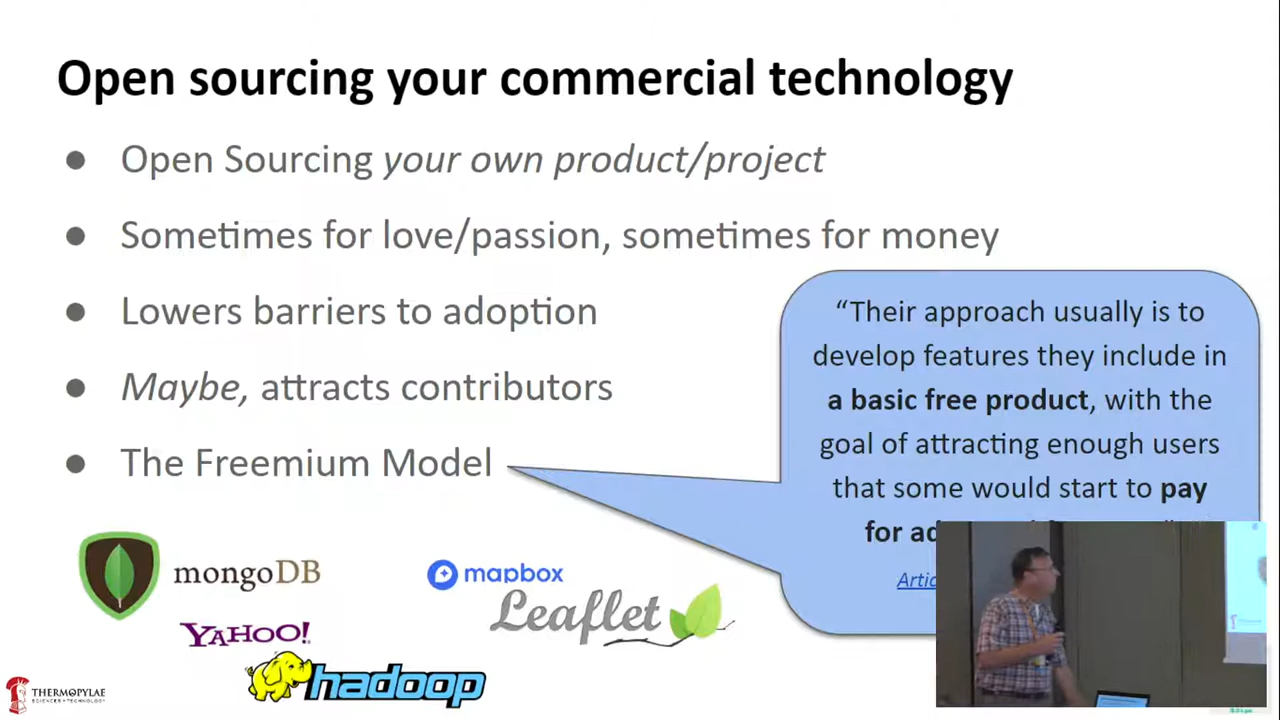 Open sourcing your commercial technology
● Open Sourcing your own product/project
● Sometimes for love/passion, sometimes for money
● Lowers barriers to adoption
● Maybe, attracts contributors
● The Freemium Model
“Their approach usually is to
develop features they include in
a basic free product, with the
goal of attracting enough users
that some would start to pay
for
mongoDB
mapbox
Leaflet
YAHOO!
hadoop
THERMOPYLAE
SCIENCES + TECHNOLOGY